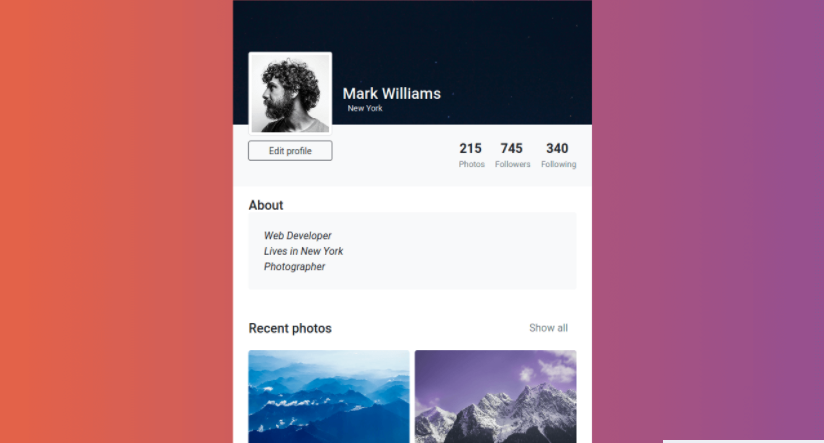 Mark Williams
New York
Edit profile
215 745 340
Photos Followers Following
About
Web Developer
Lives in New York
Photographer
Recent photos Show all